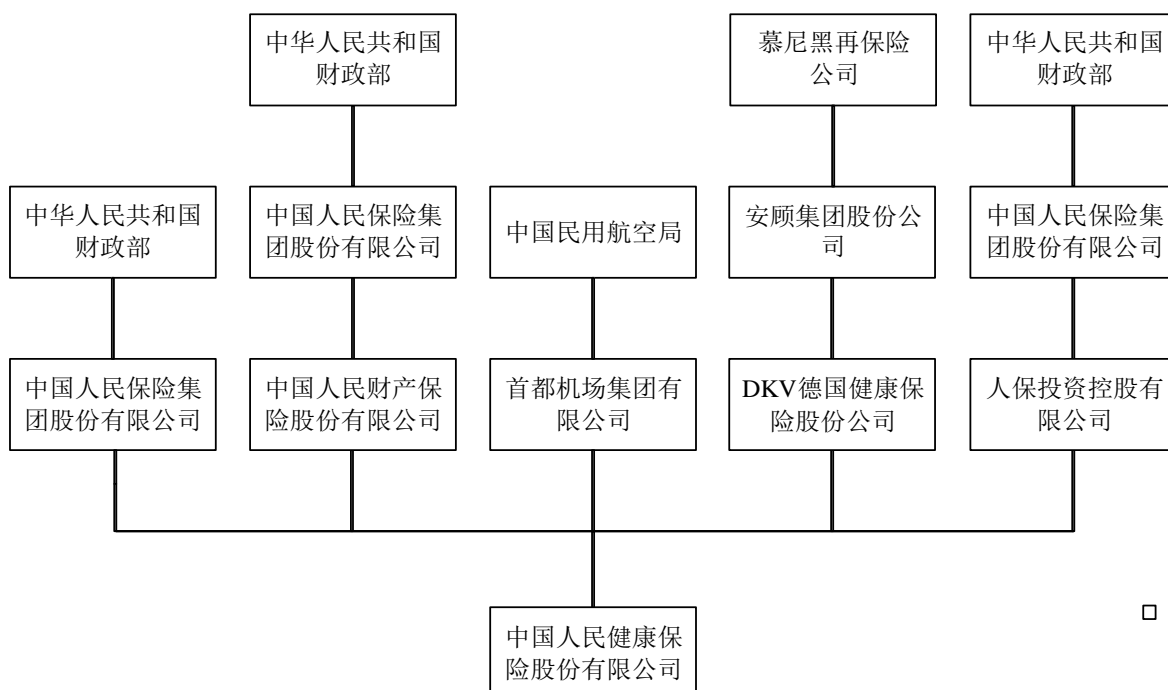 中华人民共和国
财政部
慕尼黑再保险
公司
中华人民共和国
财政部
中华人民共和国
财政部
中国人民保险集
团股份有限公司
中国民用航空局
安顾集团股份公
司
中国人民保险集
团股份有限公司
中国人民保险集
团股份有限公司
中国人民财产保
险股份有限公司
首都机场集团有
限公司
DKV德国健康保
险股份公司
人保投资控股有
限公司
中国人民健康保
险股份有限公司